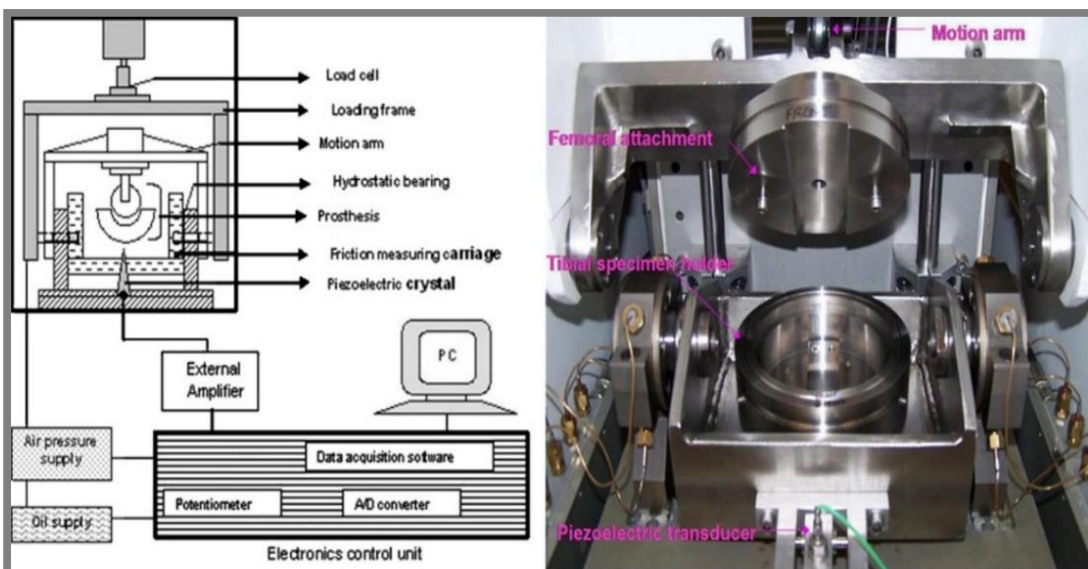 Load cell
Loading frame
Motion arm
Hydrostatic bearing
Prosthesis
Friction measuring carriage
Piezoelectric crystal
PC
External
Amplifier
Air pressure
supply
Data acquisition software
Potentiometer
A/D converter
Oil supply
Electronics control unit
Motion arm
FRONT
Femoral attachment
Tibial specimen holder
Piezoelectric transducer